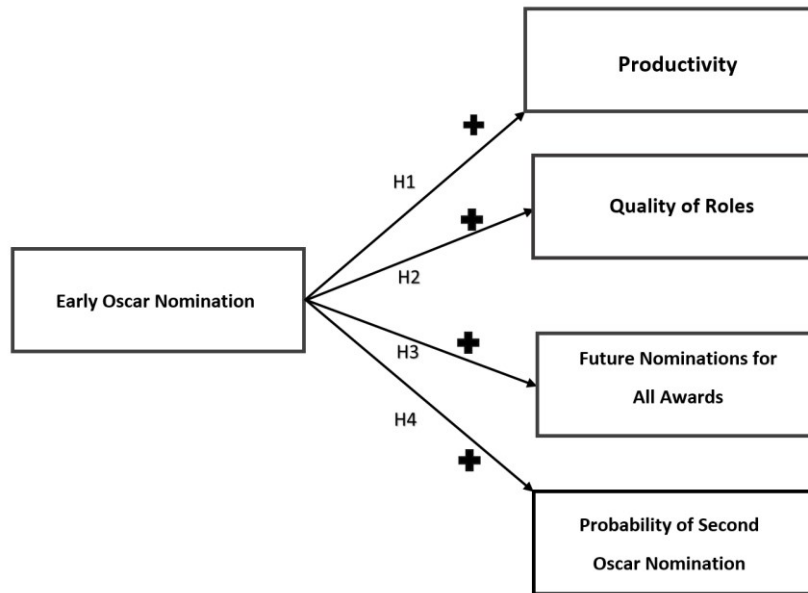 Productivity
H1
Quality of Roles
H2
Early Oscar Nomination
H3
Future Nominations for
All Awards
H4
Probability of Second
Oscar Nomination